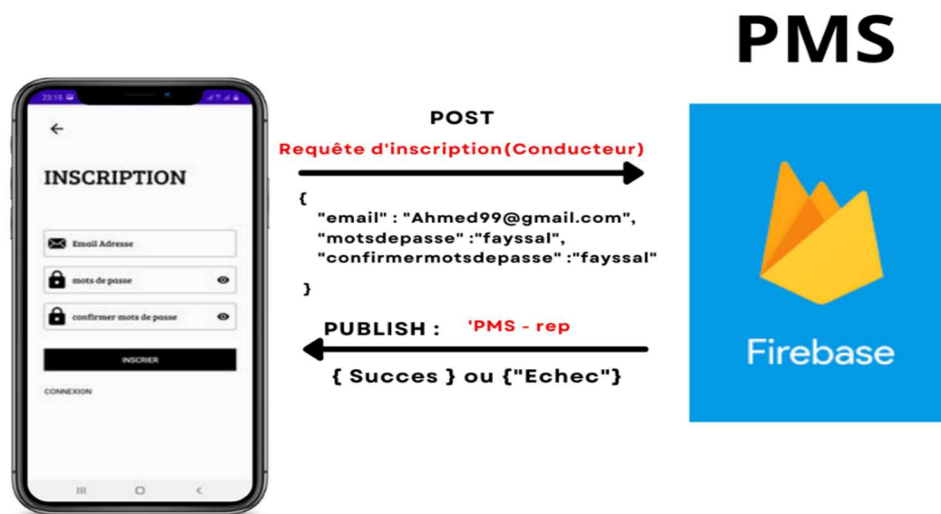 PMS
23:15
INSCRIPTION
Email Adresse
mots de passe
confirmer mots de passe
INSCRIER
CONNEXION
POST
Requête d'inscription(Conducteur)
{
"email" : "Ahmed99@gmail.com",
"motsdepasse" :"fayssal",
"confirmermotsdepasse" :"fayssal"
}
PUBLISH : 'PMS - rep
{ Succes } ou {"Echec"}
Firebase